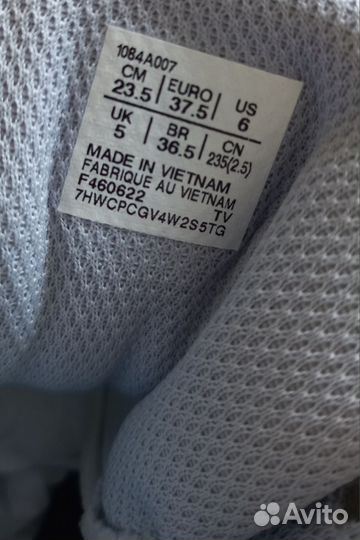 1084A007
CM EURO US
23.5 37.5 6
UK BR CN
5 36.5 235(2.5)
MADE IN VIETNAM
FABRIQUE AU VIETNAM
F460622 TV
7HWCPCGV4W2S5TG
Avito